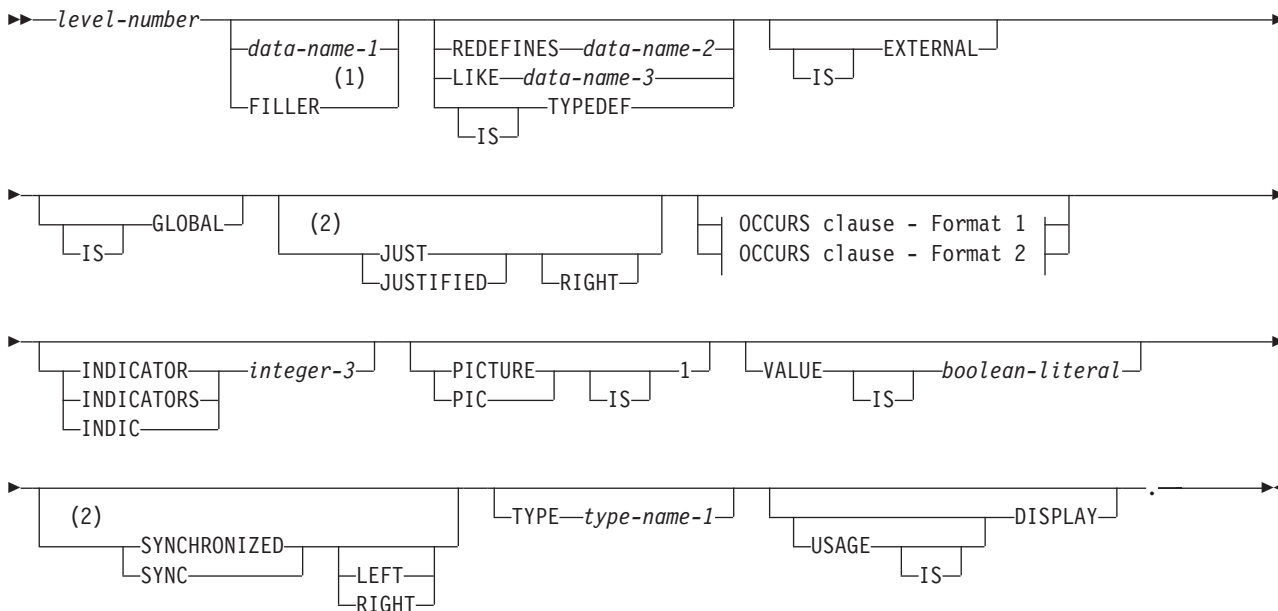 level-number
data-name-1 REDEFINES data-name-2 EXTERNAL
(1) LIKE data-name-3 IS
FILLER TYPEDEF
IS
GLOBAL (2) OCCURS clause - Format 1
IS JUST OCCURS clause - Format 2
JUSTIFIED RIGHT
INDICATOR integer-3 PICTURE 1 VALUE boolean-literal
INDICATORS PIC IS IS
INDIC
(2) TYPE type-name-1 DISPLAY .
SYNCHRONIZED USAGE
SYNC LEFT IS
RIGHT